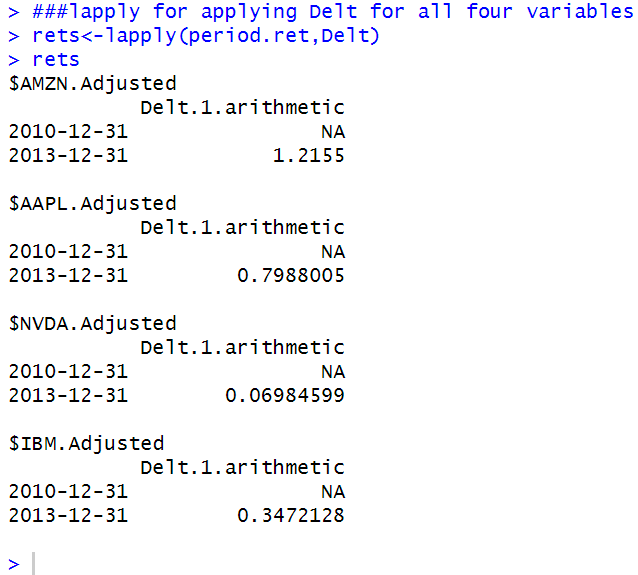 > ###lapply for applying Delt for all four variables
> rets<-lapply(period.ret,Delt)
> rets
$AMZN.Adjusted
           Delt.1.arithmetic
2010-12-31                NA
2013-12-31            1.2155

$AAPL.Adjusted
           Delt.1.arithmetic
2010-12-31                NA
2013-12-31         0.7988005

$NVDA.Adjusted
           Delt.1.arithmetic
2010-12-31                NA
2013-12-31        0.06984599

$IBM.Adjusted
           Delt.1.arithmetic
2010-12-31                NA
2013-12-31         0.3472128

>